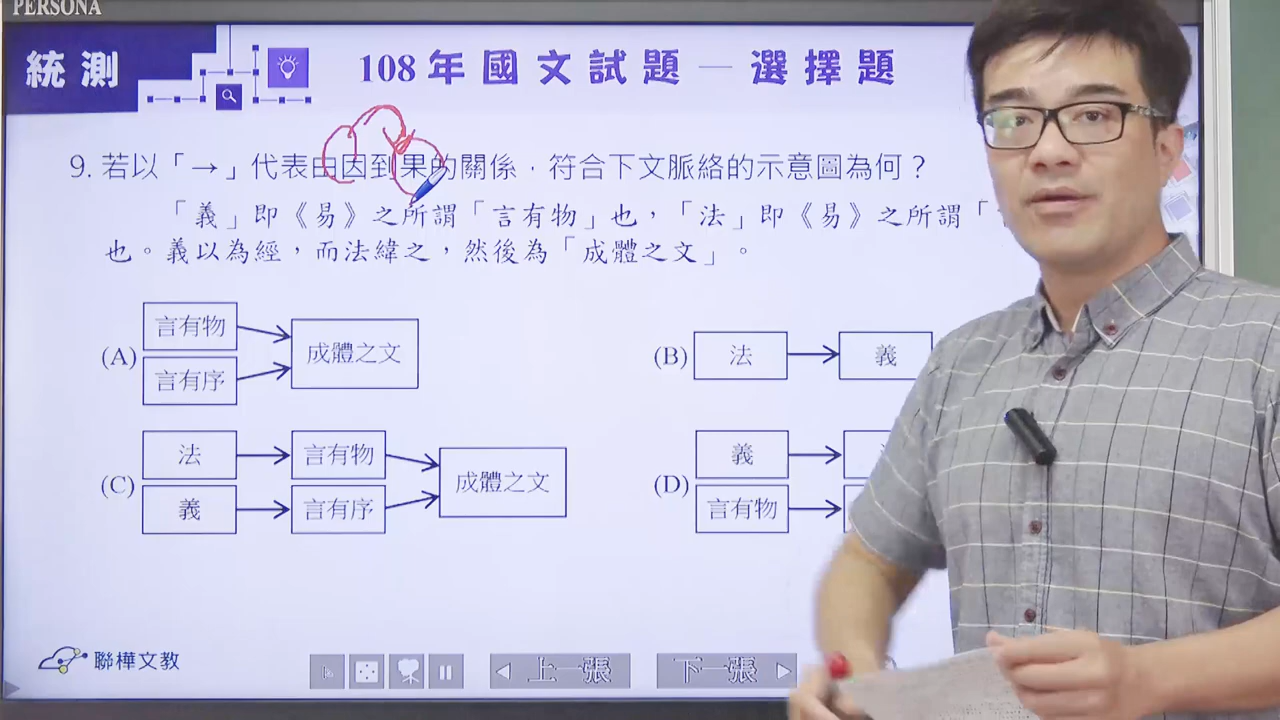 PERSONA
統測
108年國文試題─選擇題
9. 若以「→」代表由因到果的關係，符合下文脈絡的示意圖為何？
「義」即《易》之所謂「言有物」也，「法」即《易》之所謂「
也。義以為經，而法緯之，然後為「成體之文」。
(A)
言有物
言有序
成體之文
(B)
法
義
(C)
法
言有物
義
言有序
成體之文
(D)
義
言有物
聯樺文教
上一張
下一張